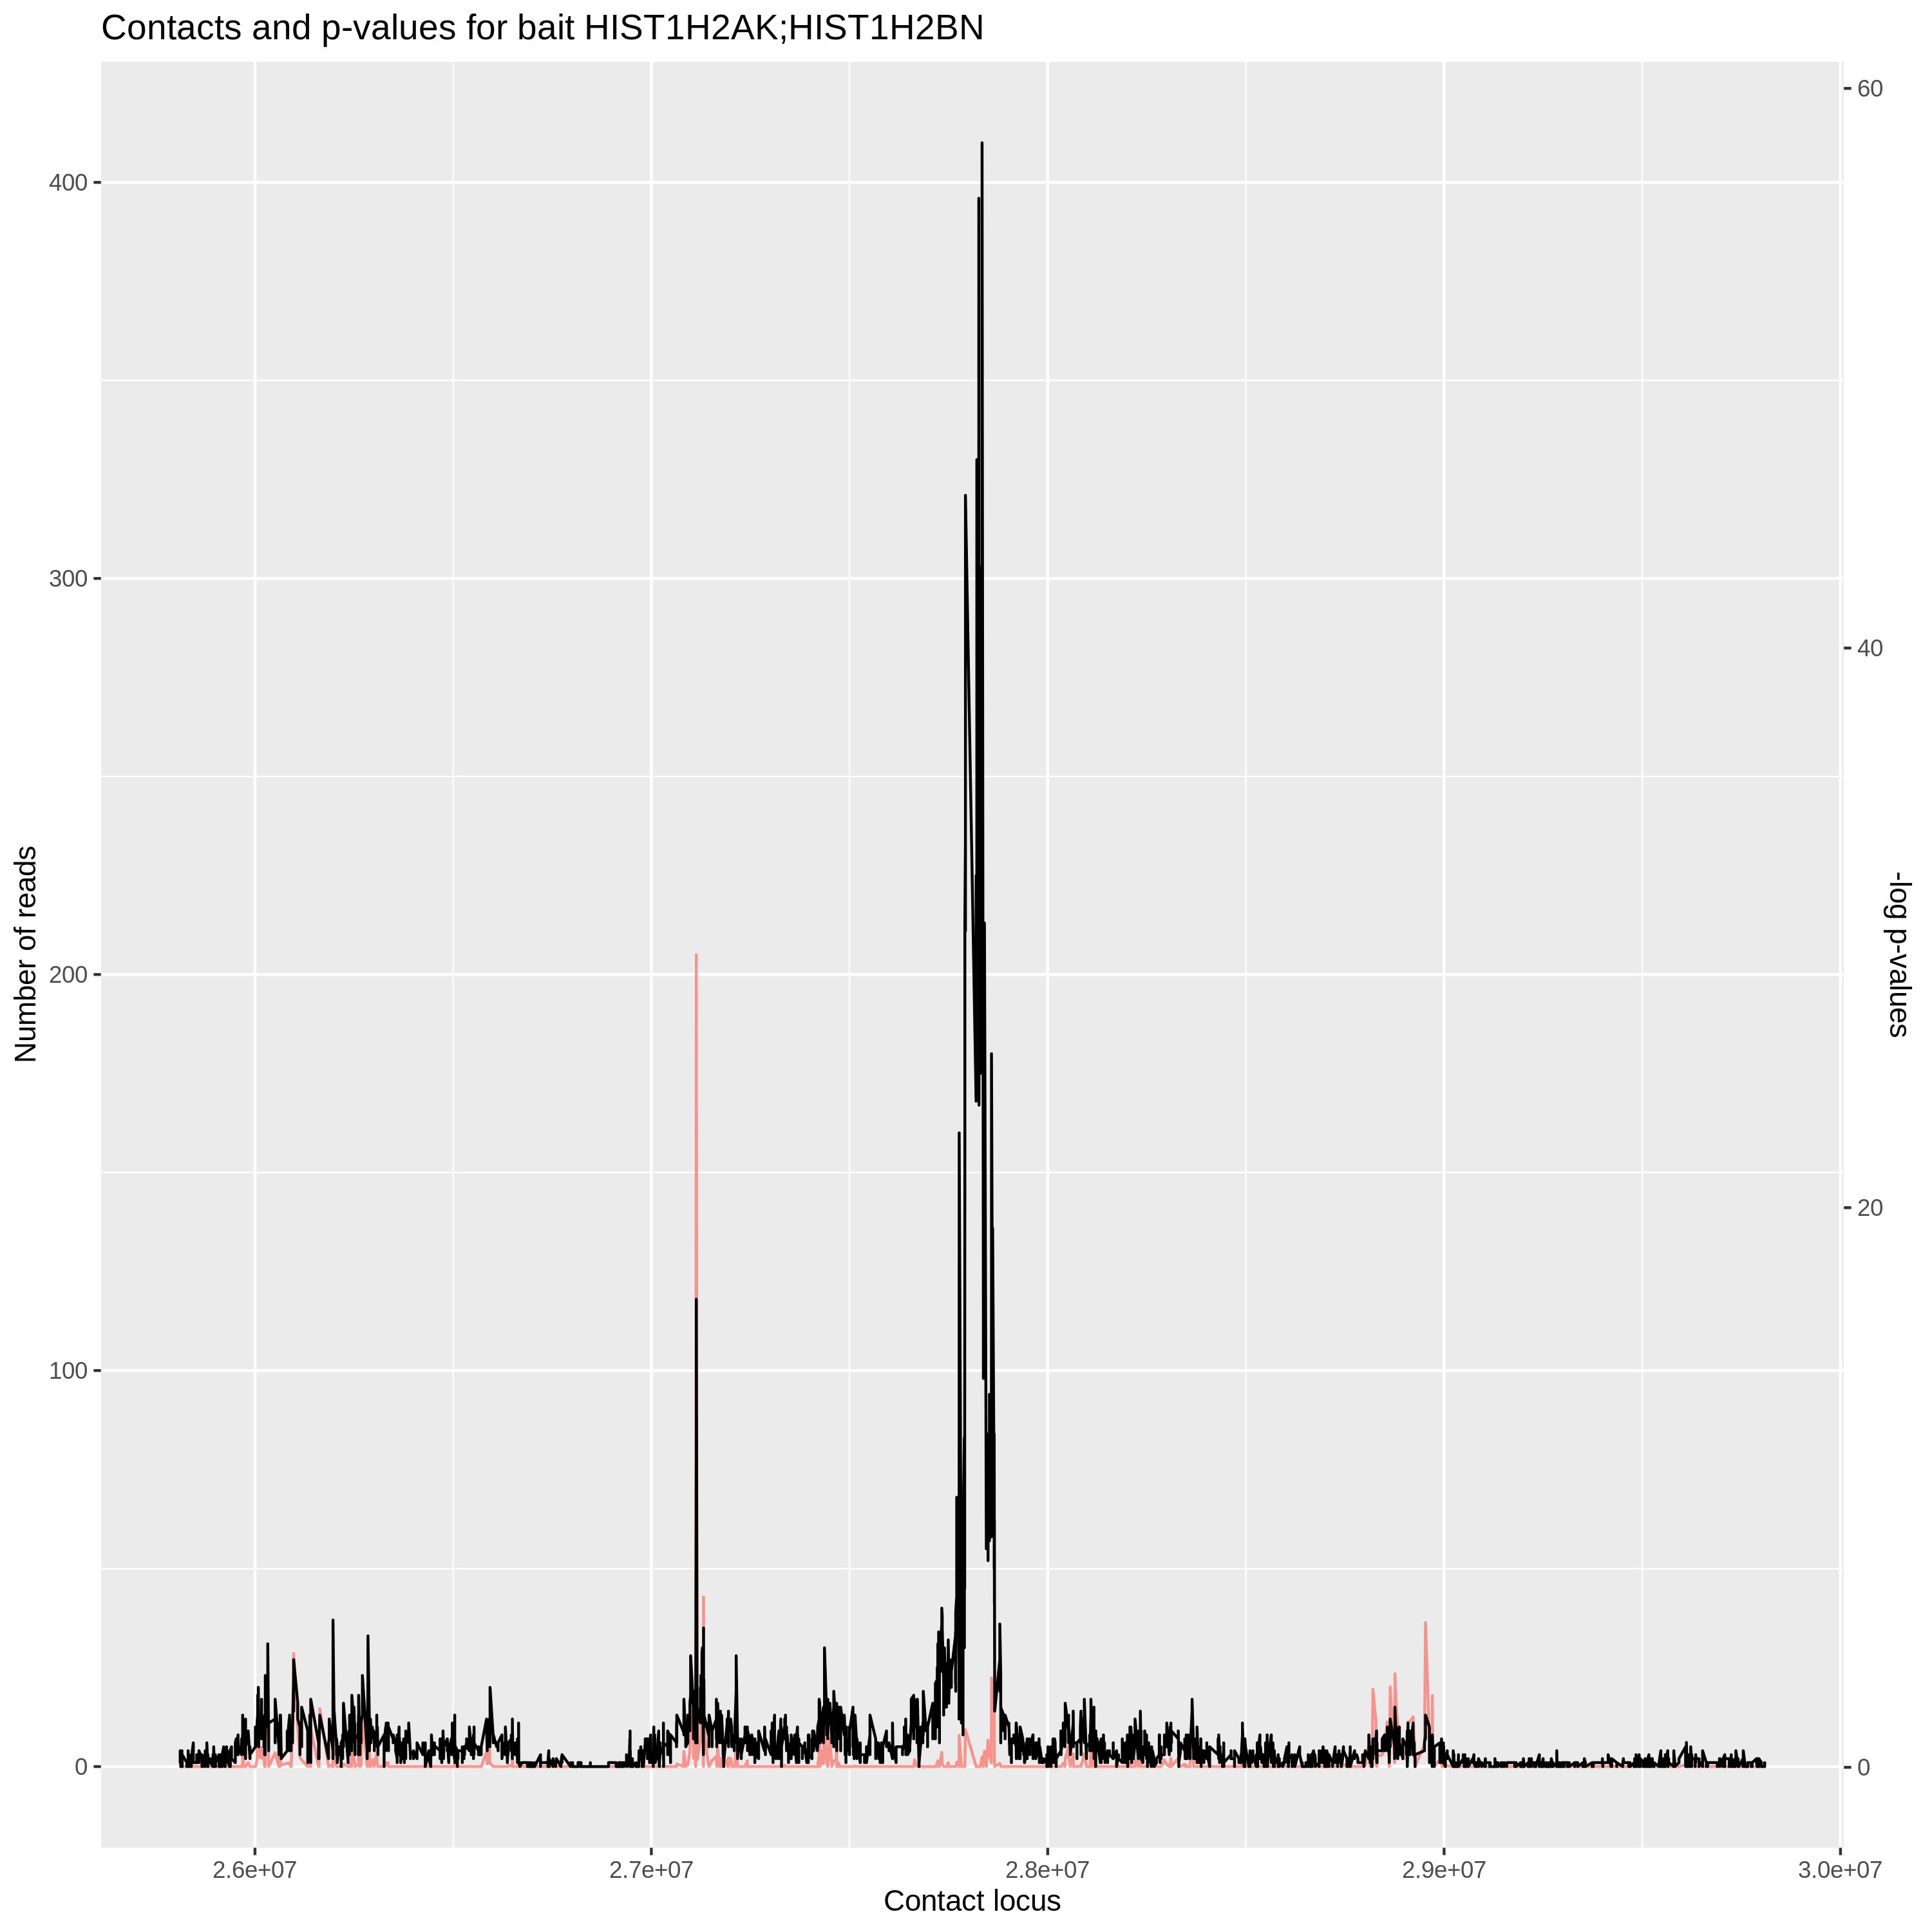 Contacts and p-values for bait HIST1H2AK;HIST1H2BN
60
400
300
40
Number of reads
-log p-values
200
20
100
0
0
2.6e+07
2.7e+07
2.8e+07
2.9e+07
3.0e+07
Contact locus